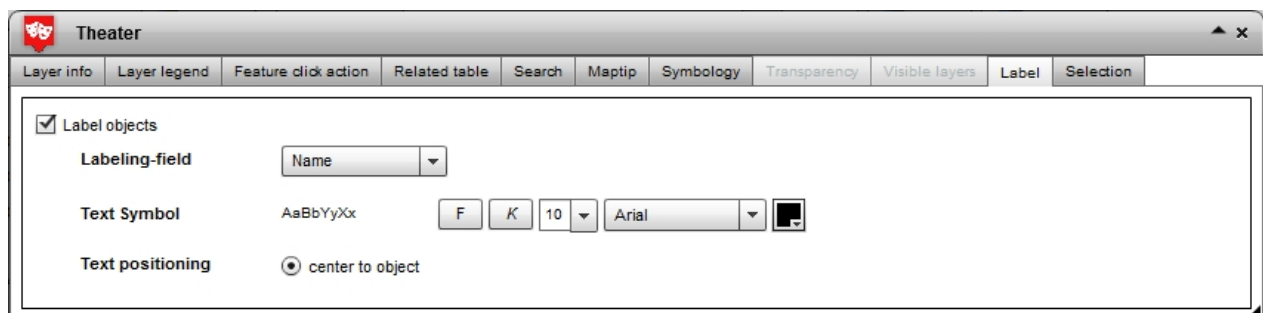 Theater
Layer info Layer legend Feature click action Related table Search Maptip Symbology Transparency Visible layers Label Selection
Label objects
Labeling-field Name
Text Symbol AaBbYyXx F K 10 Arial
Text positioning center to object